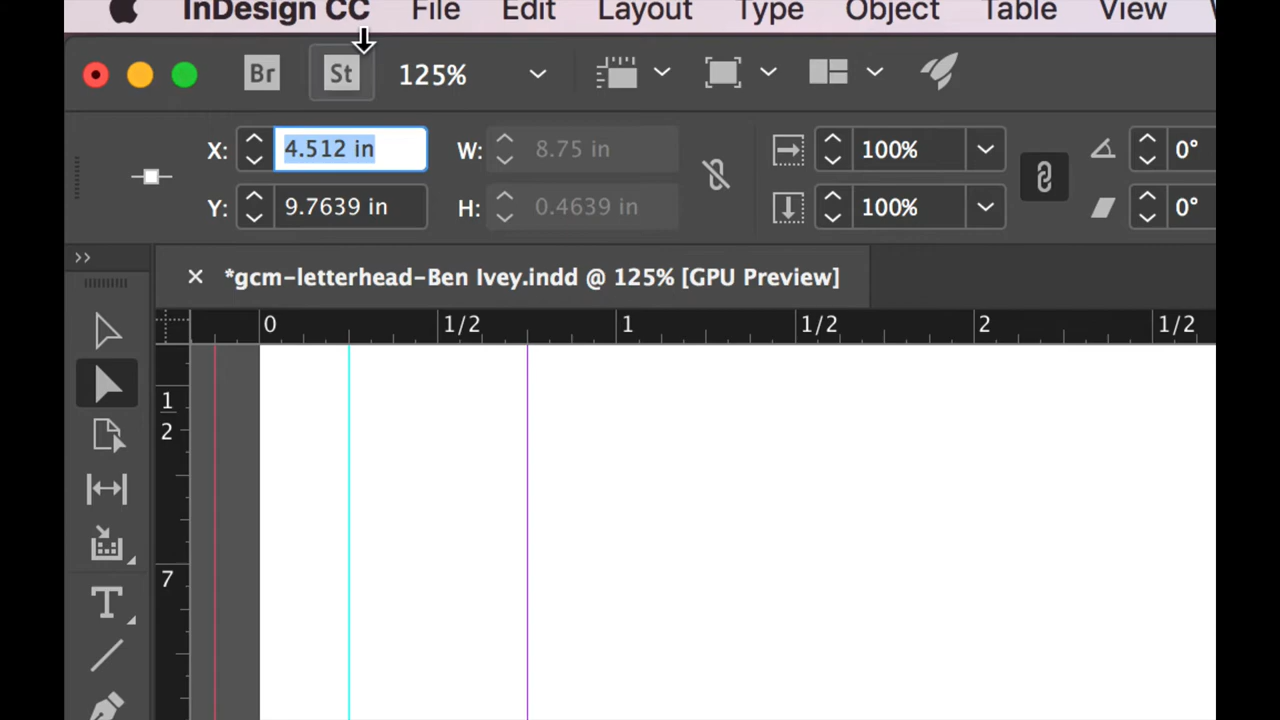 InDesign CC File Edit Layout Type Object Table View
Br St 125%
X: 4.512 in W: 8.75 in 100% 0°
Y: 9.7639 in H: 0.4639 in 100% 0°
*gcm-letterhead-Ben Ivey.indd @ 125% [GPU Preview]
0 1/2 1 1/2 2 1/2
1
2
7